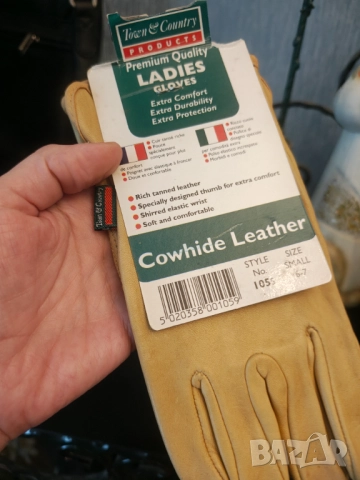 Town & Country
PRODUCTS
Premium Quality
LADIES
GLOVES
Extra Comfort
Extra Durability
Extra Protection
Rich tanned leather
Specially designed thumb for extra comfort
Shirred elastic wrist
Soft and comfortable
Town & Country
Cowhide Leather
STYLE
No.
SIZE
SMALL
5 020358 001059
BAZAR